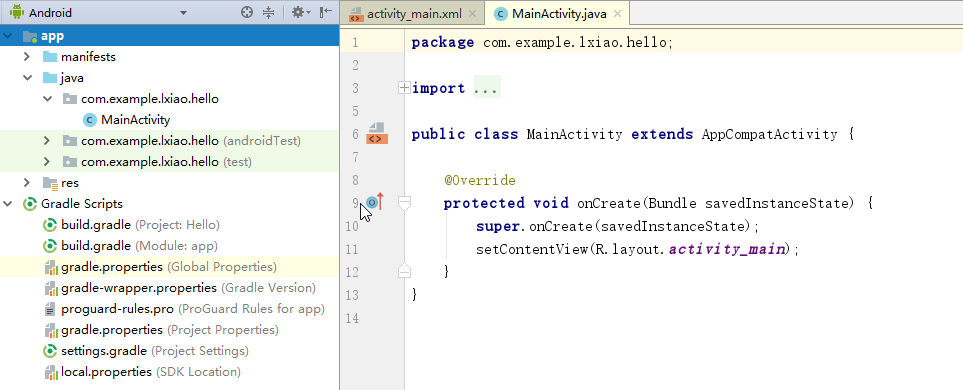 Android
app
manifests
java
com.example.lxiao.hello
MainActivity
com.example.lxiao.hello (androidTest)
com.example.lxiao.hello (test)
res
Gradle Scripts
build.gradle (Project: Hello)
build.gradle (Module: app)
gradle.properties (Global Properties)
gradle-wrapper.properties (Gradle Version)
proguard-rules.pro (ProGuard Rules for app)
gradle.properties (Project Properties)
settings.gradle (Project Settings)
local.properties (SDK Location)
activity_main.xml MainActivity.java
1 package com.example.lxiao.hello;
2
3 import ...
5
6 public class MainActivity extends AppCompatActivity {
7
8 @Override
9 protected void onCreate(Bundle savedInstanceState) {
10 super.onCreate(savedInstanceState);
11 setContentView(R.layout.activity_main);
12 }
13 }
14